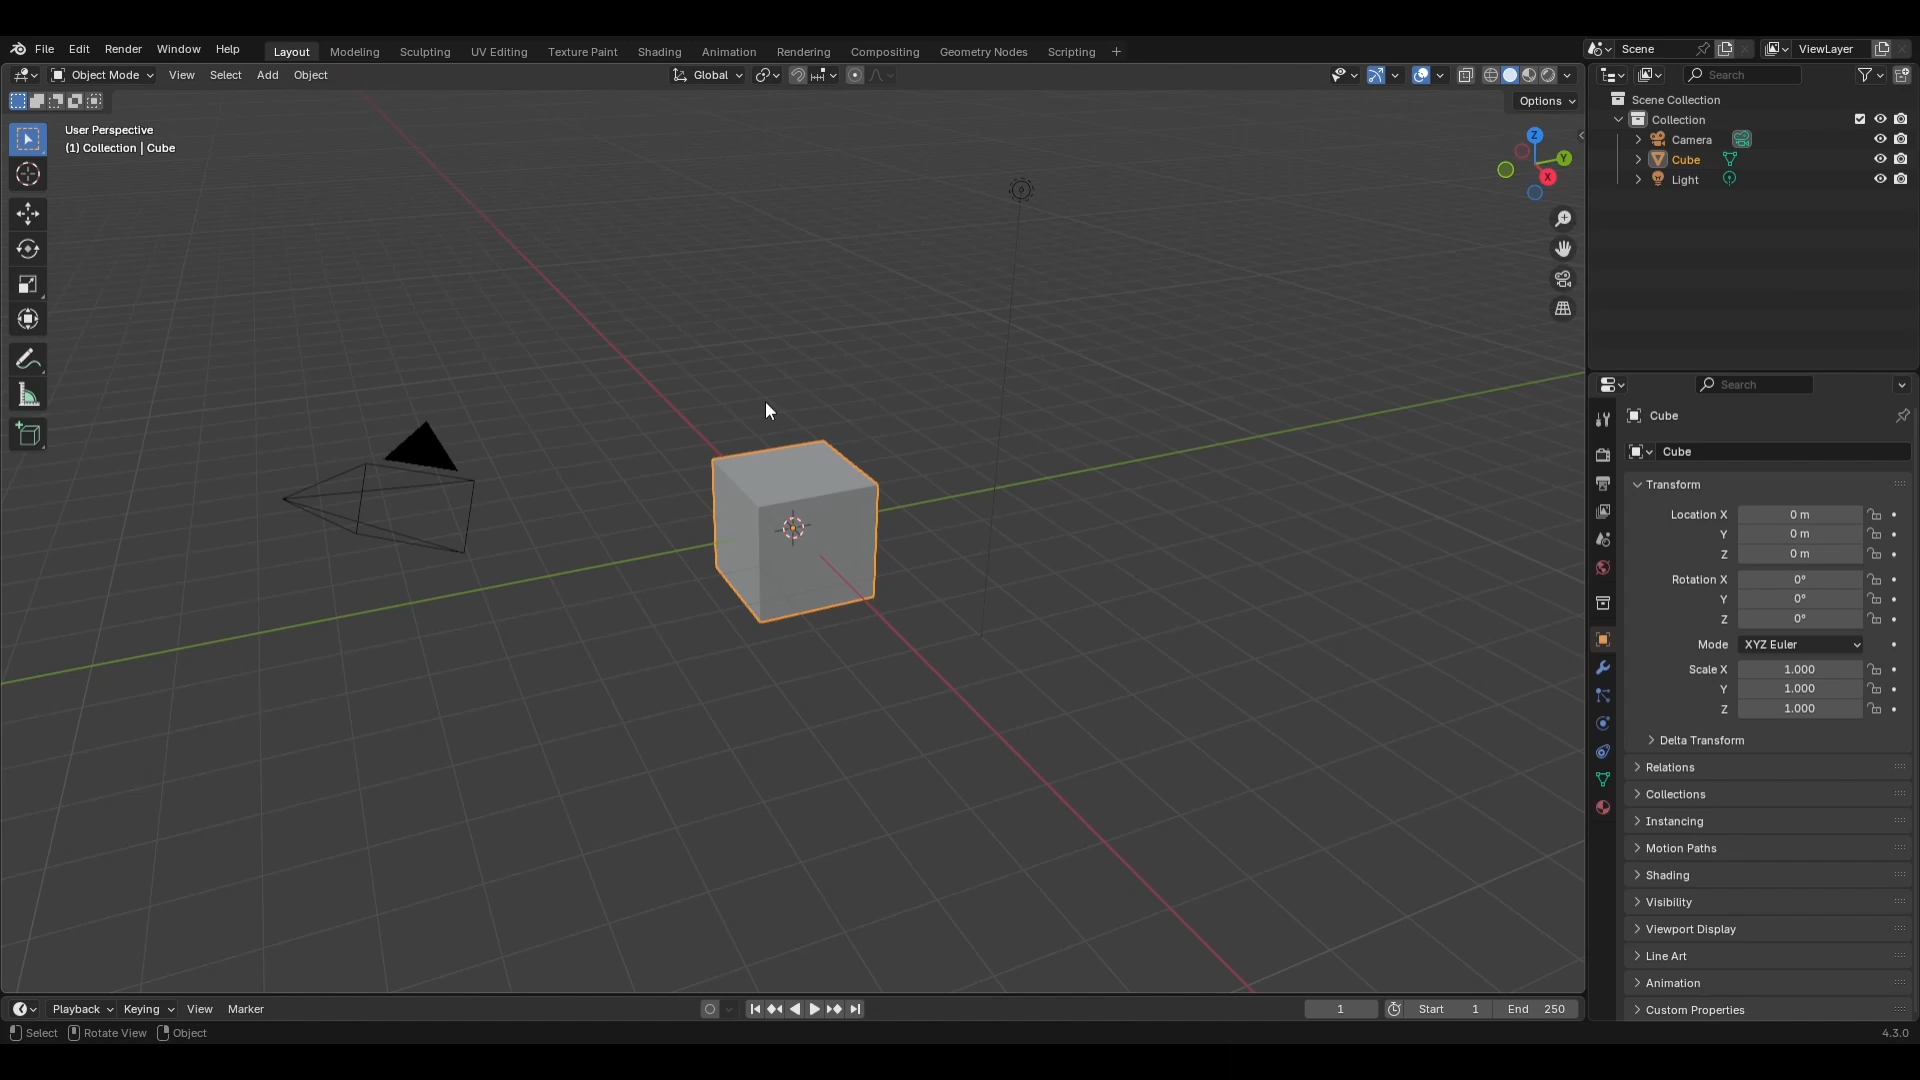 File Edit Render Window Help Layout Modeling Sculpting UV Editing Texture Paint Shading Animation Rendering Compositing Geometry Nodes Scripting + Scene ViewLayer
Object Mode View Select Add Object Global Search
Options
User Perspective
(1) Collection | Cube
Z
Y
X
Scene Collection
Collection
Camera
Cube
Light
Search
Cube
Cube
Transform
Location X 0 m
Y 0 m
Z 0 m
Rotation X 0°
Y 0°
Z 0°
Mode XYZ Euler
Scale X 1.000
Y 1.000
Z 1.000
Delta Transform
Relations
Collections
Instancing
Motion Paths
Shading
Visibility
Viewport Display
Line Art
Animation
Custom Properties
Playback Keying View Marker 1 Start 1 End 250
Select Rotate View Object 4.3.0